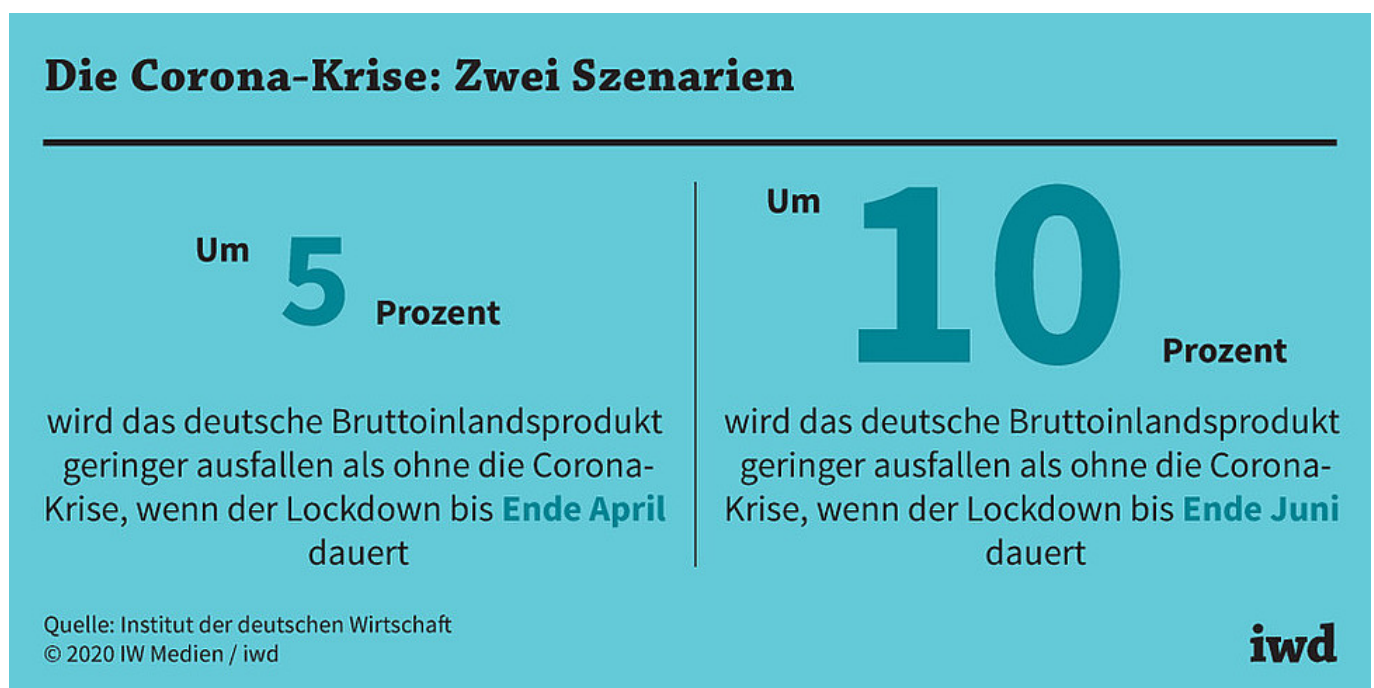 Die Corona-Krise: Zwei Szenarien
Um 5 Prozent
wird das deutsche Bruttoinlandsprodukt
geringer ausfallen als ohne die Corona-
Krise, wenn der Lockdown bis Ende April
dauert
Um 10 Prozent
wird das deutsche Bruttoinlandsprodukt
geringer ausfallen als ohne die Corona-
Krise, wenn der Lockdown bis Ende Juni
dauert
Quelle: Institut der deutschen Wirtschaft
© 2020 IW Medien / iwd
iwd